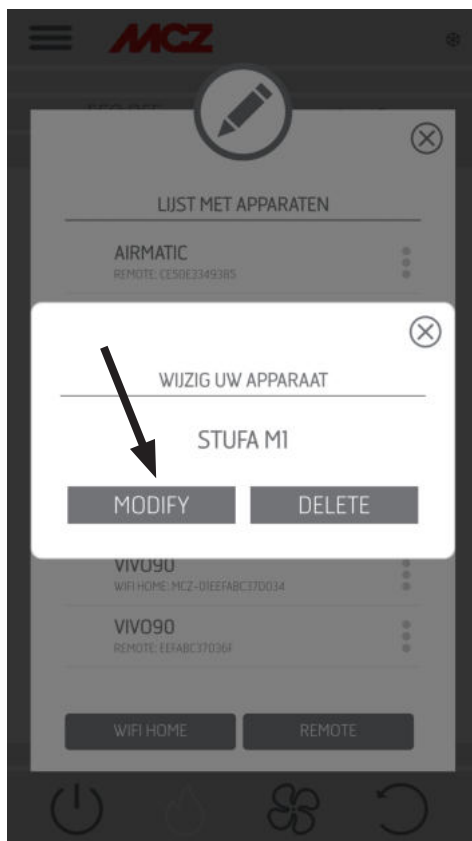 MCZ
LIJST MET APPARATEN
AIRMATIC
REMOTE: CE50E2349385
WIJZIG UW APPARAAT
STUFA M1
MODIFY DELETE
VIVO90
WIFI HOME: MCZ-01EEFABC37D034
VIVO90
REMOTE: EEFABC37036F
WIFI HOME REMOTE